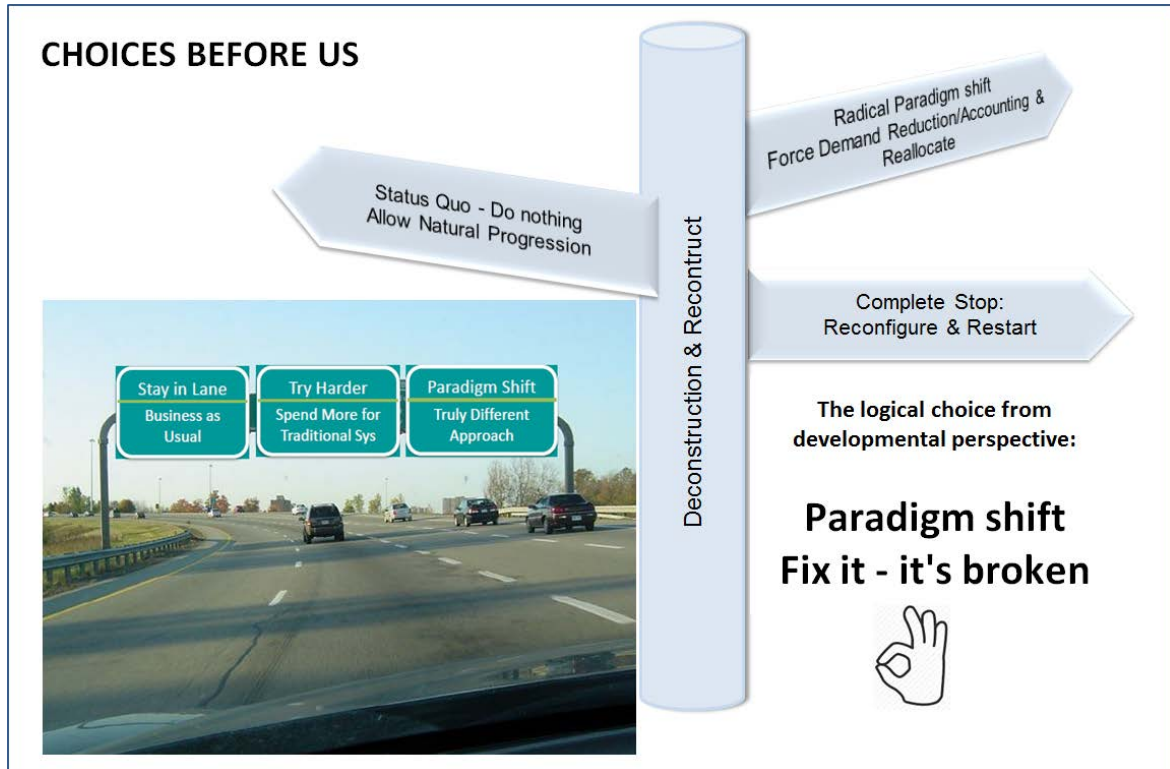 CHOICES BEFORE US
Radical Paradigm shift
Force Demand Reduction/Accounting &
Reallocate
Status Quo - Do nothing
Allow Natural Progression
Deconstruction & Recontruct
Complete Stop:
Reconfigure & Restart
Stay in Lane
Business as
Usual
Try Harder
Spend More for
Traditional Sys
Paradigm Shift
Truly Different
Approach
The logical choice from
developmental perspective:
Paradigm shift
Fix it - it's broken